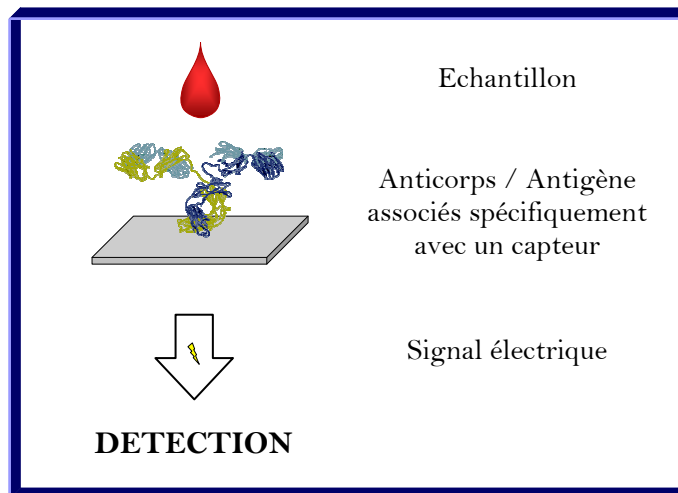 Echantillon
Anticorps / Antigène
associés spécifiquement
avec un capteur
Signal électrique
DETECTION